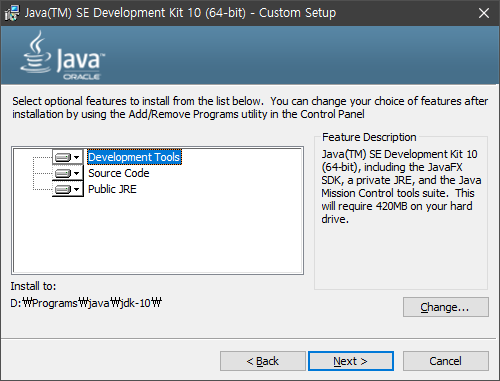 Java(TM) SE Development Kit 10 (64-bit) - Custom Setup
Java
ORACLE
Select optional features to install from the list below. You can change your choice of features after
installation by using the Add/Remove Programs utility in the Control Panel
Development Tools
Source Code
Public JRE
Feature Description
Java(TM) SE Development Kit 10
(64-bit), including the JavaFX
SDK, a private JRE, and the Java
Mission Control tools suite. This
will require 420MB on your hard
drive.
Install to:
D:₩Programs₩java₩jdk-10₩
Change...
< Back
Next >
Cancel